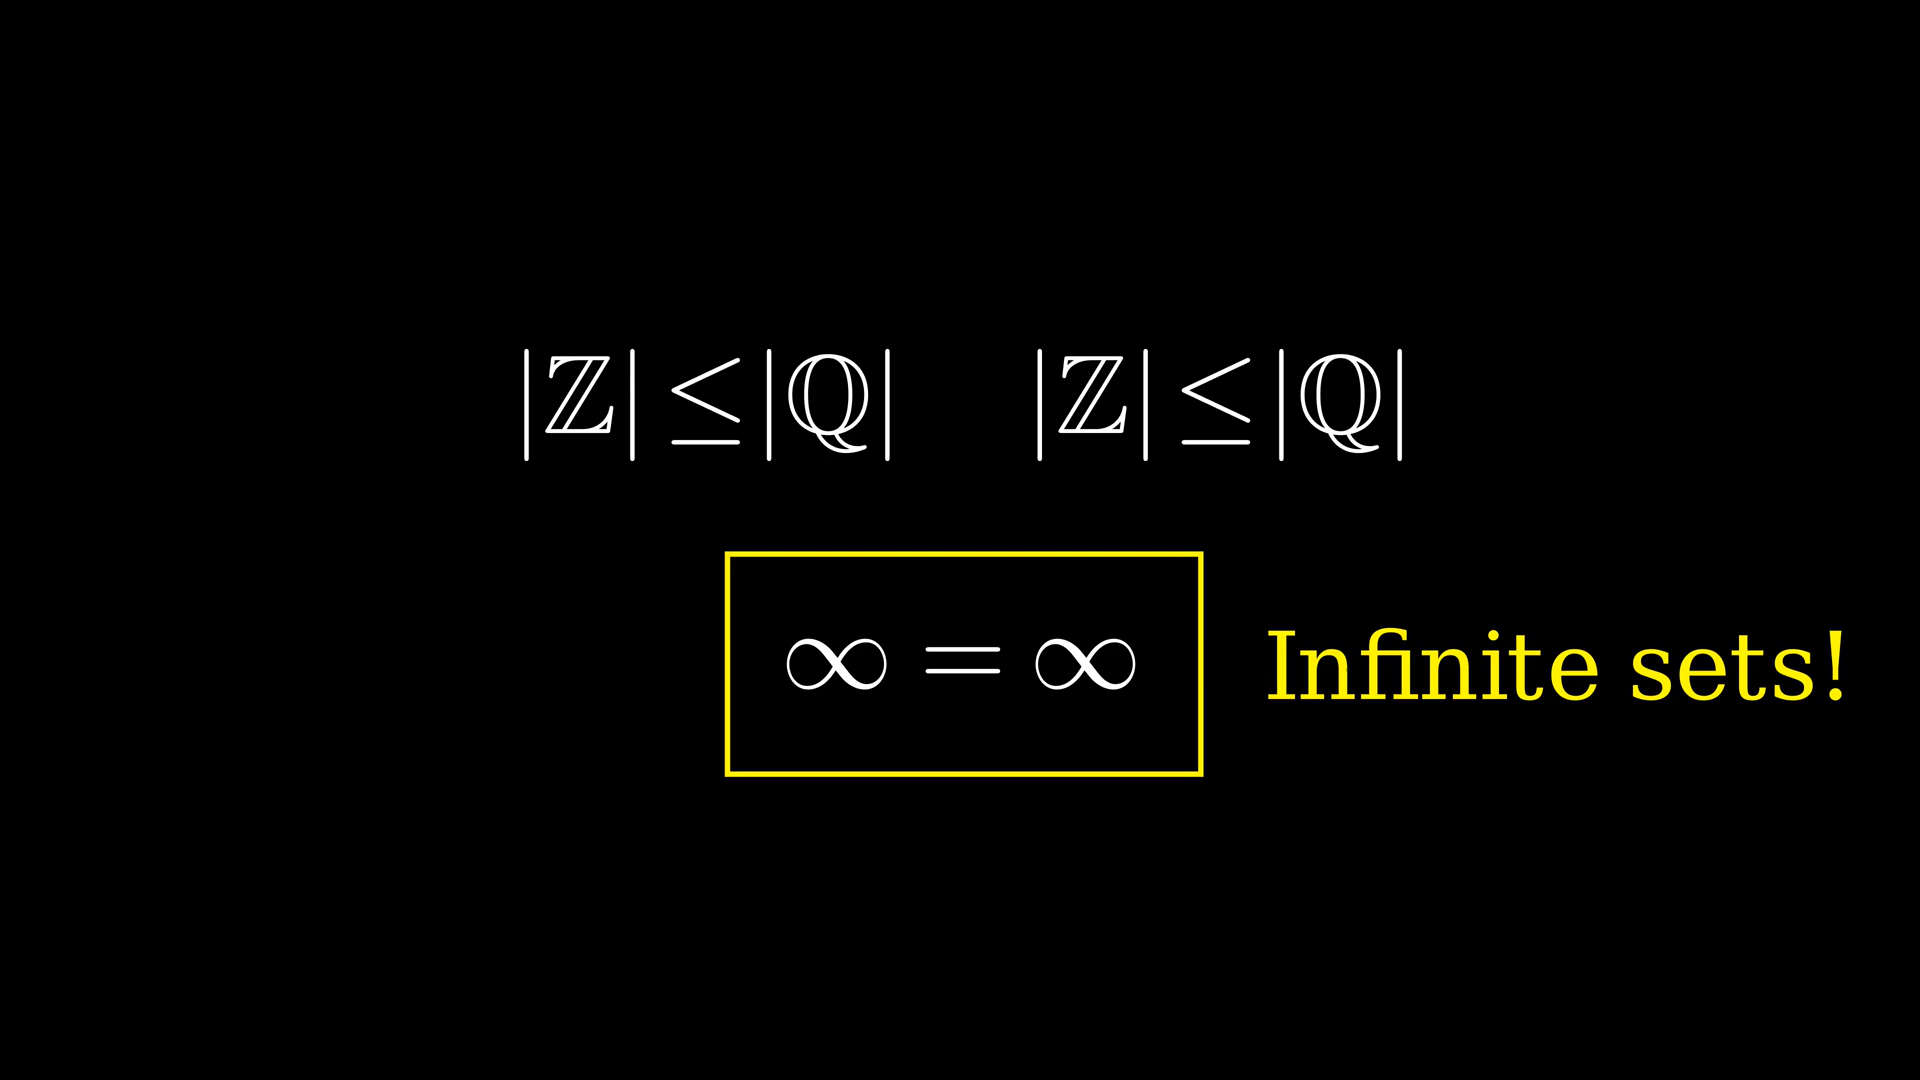 |ℤ| ≤ |ℚ| |ℤ| ≤ |ℚ|
∞ = ∞ Infinite sets!